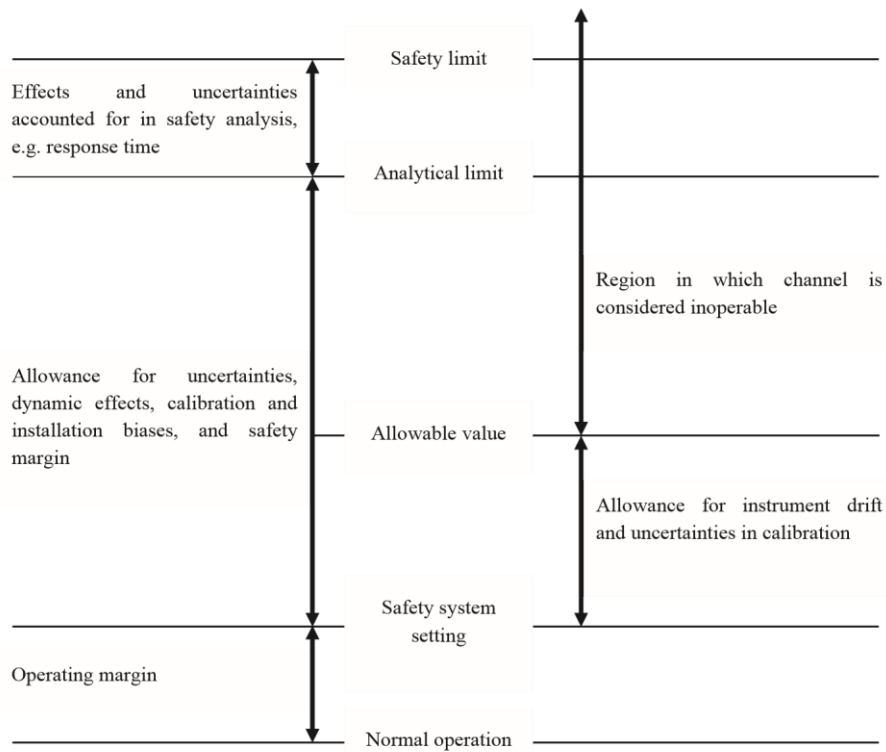 Safety limit
Effects and uncertainties
accounted for in safety analysis,
e.g. response time
Analytical limit
Region in which channel is
considered inoperable
Allowance for uncertainties,
dynamic effects, calibration and
installation biases, and safety
margin
Allowable value
Allowance for instrument drift
and uncertainties in calibration
Safety system
setting
Operating margin
Normal operation